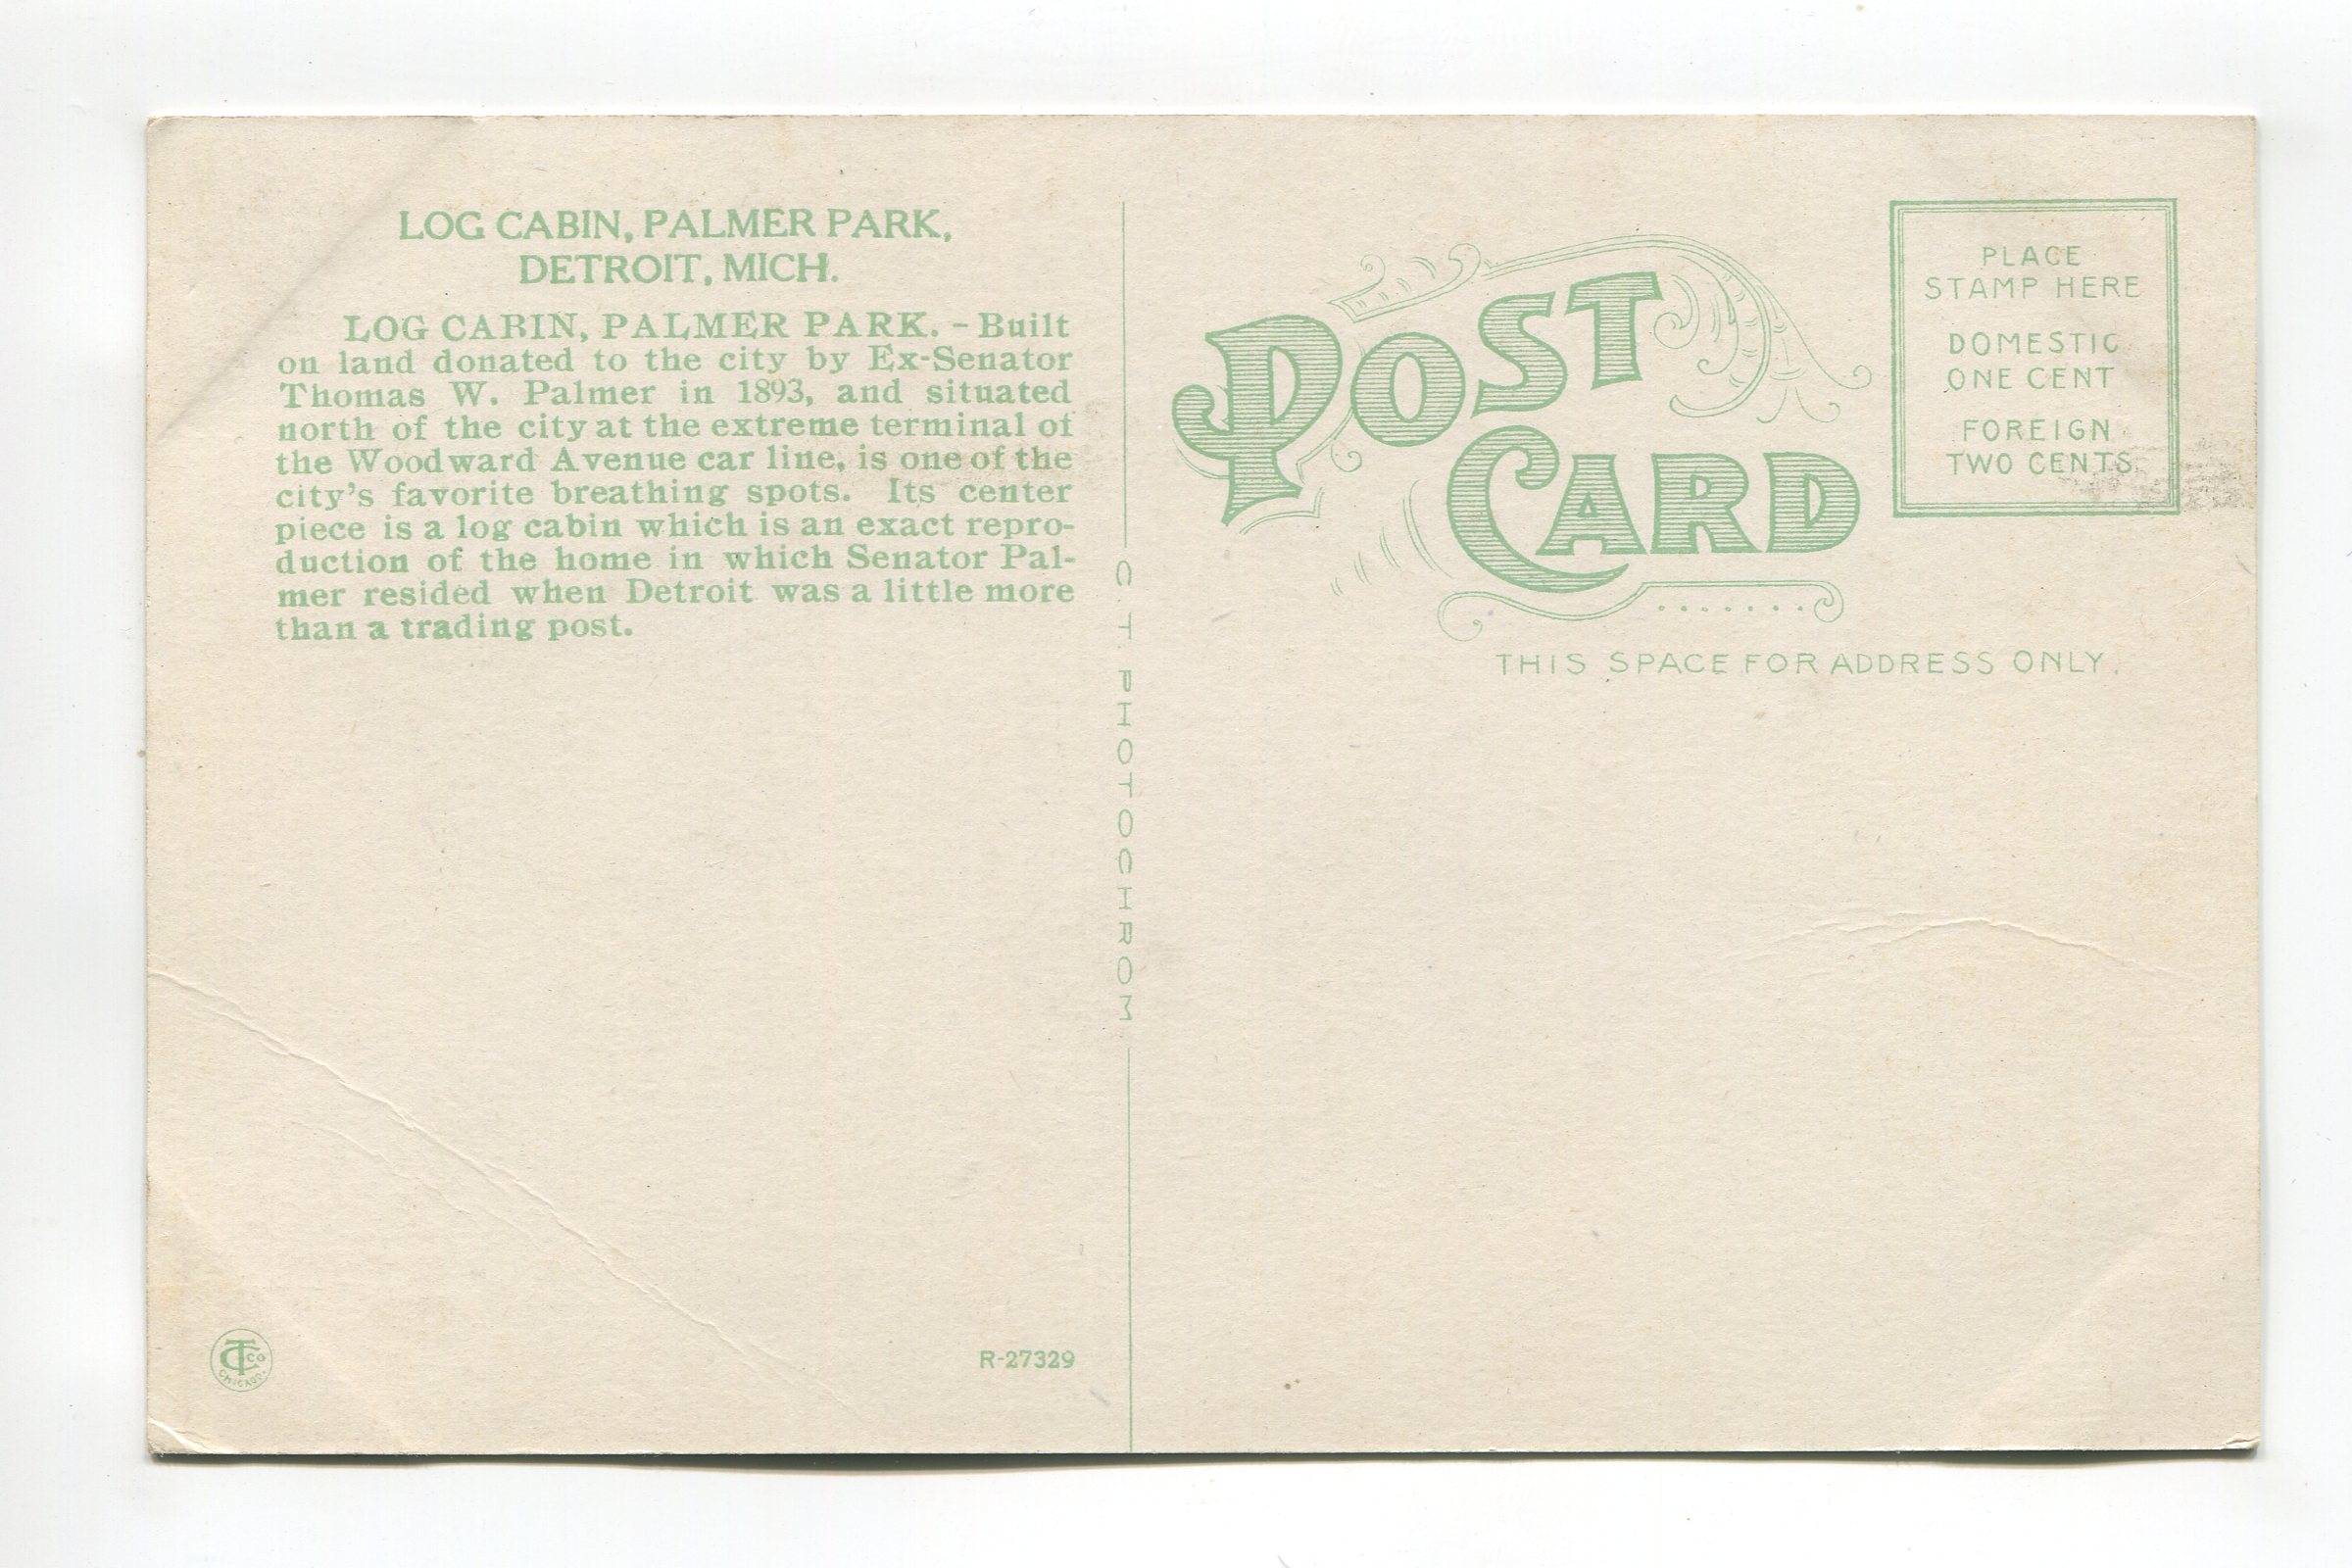 LOG CABIN, PALMER PARK,
DETROIT, MICH.
LOG CABIN, PALMER PARK. - Built
on land donated to the city by Ex-Senator
Thomas W. Palmer in 1893, and situated
north of the city at the extreme terminal of
the Woodward Avenue car line, is one of the
city's favorite breathing spots. Its center
piece is a log cabin which is an exact repro-
duction of the home in which Senator Pal-
mer resided when Detroit was a little more
than a trading post.
C. T. PHOTOCHROM
POST
CARD
PLACE
STAMP HERE
DOMESTIC
ONE CENT
FOREIGN
TWO CENTS
THIS SPACE FOR ADDRESS ONLY.
CT CO
CHICAGO.
R-27329